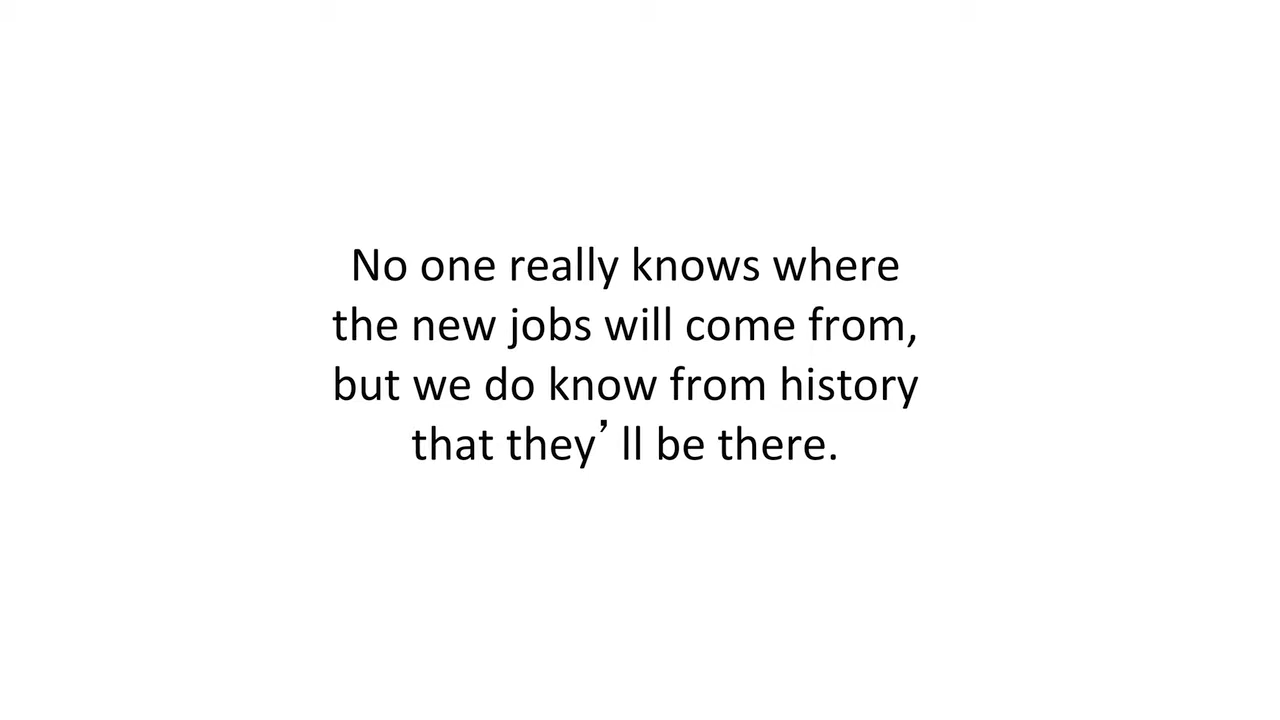 No one really knows where
the new jobs will come from,
but we do know from history
that they’ll be there.